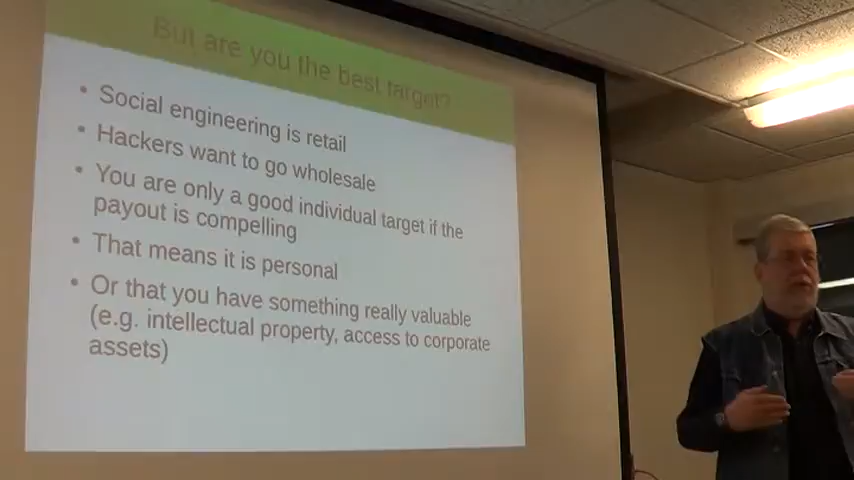 But are you the best target?
• Social engineering is retail
• Hackers want to go wholesale
• You are only a good individual target if the
payout is compelling
• That means it is personal
• Or that you have something really valuable
(e.g. intellectual property, access to corporate
assets)